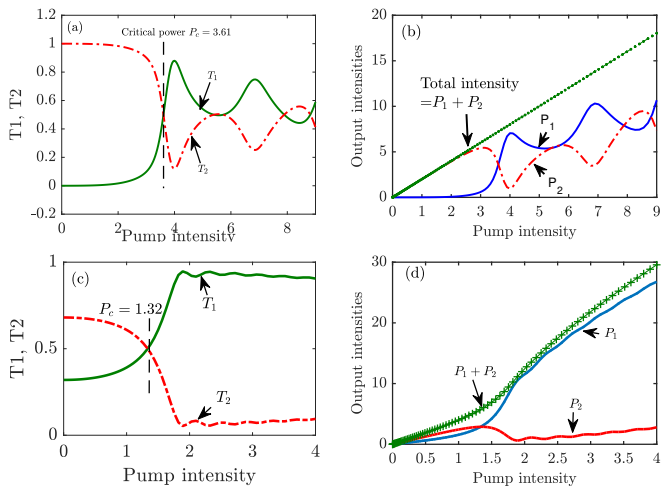 (a)
Critical power P_c = 3.61
1.2
1
0.8
0.6
0.4
0.2
0
-0.2
T1, T2
T_1
T_2
0 2 4 6 8
Pump intensity
(b)
20
15
10
5
0
Output intensities
Total intensity
=P_1 + P_2
P_1
P_2
0 1 2 3 4 5 6 7 8 9
Pump intensity
(c)
1
0.5
0
T1, T2
P_c = 1.32
T_1
T_2
0 1 2 3 4
Pump intensity
(d)
30
20
10
0
Output intensities
P_1
P_1 + P_2
P_2
0 0.5 1 1.5 2 2.5 3 3.5 4
Pump intensity